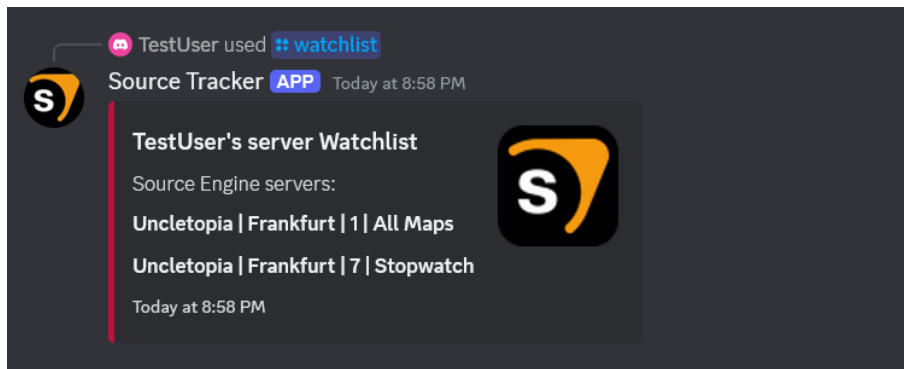 TestUser used watchlist
Source Tracker APP Today at 8:58 PM
TestUser's server Watchlist
Source Engine servers:
Uncletopia | Frankfurt | 1 | All Maps
Uncletopia | Frankfurt | 7 | Stopwatch
Today at 8:58 PM
S
S